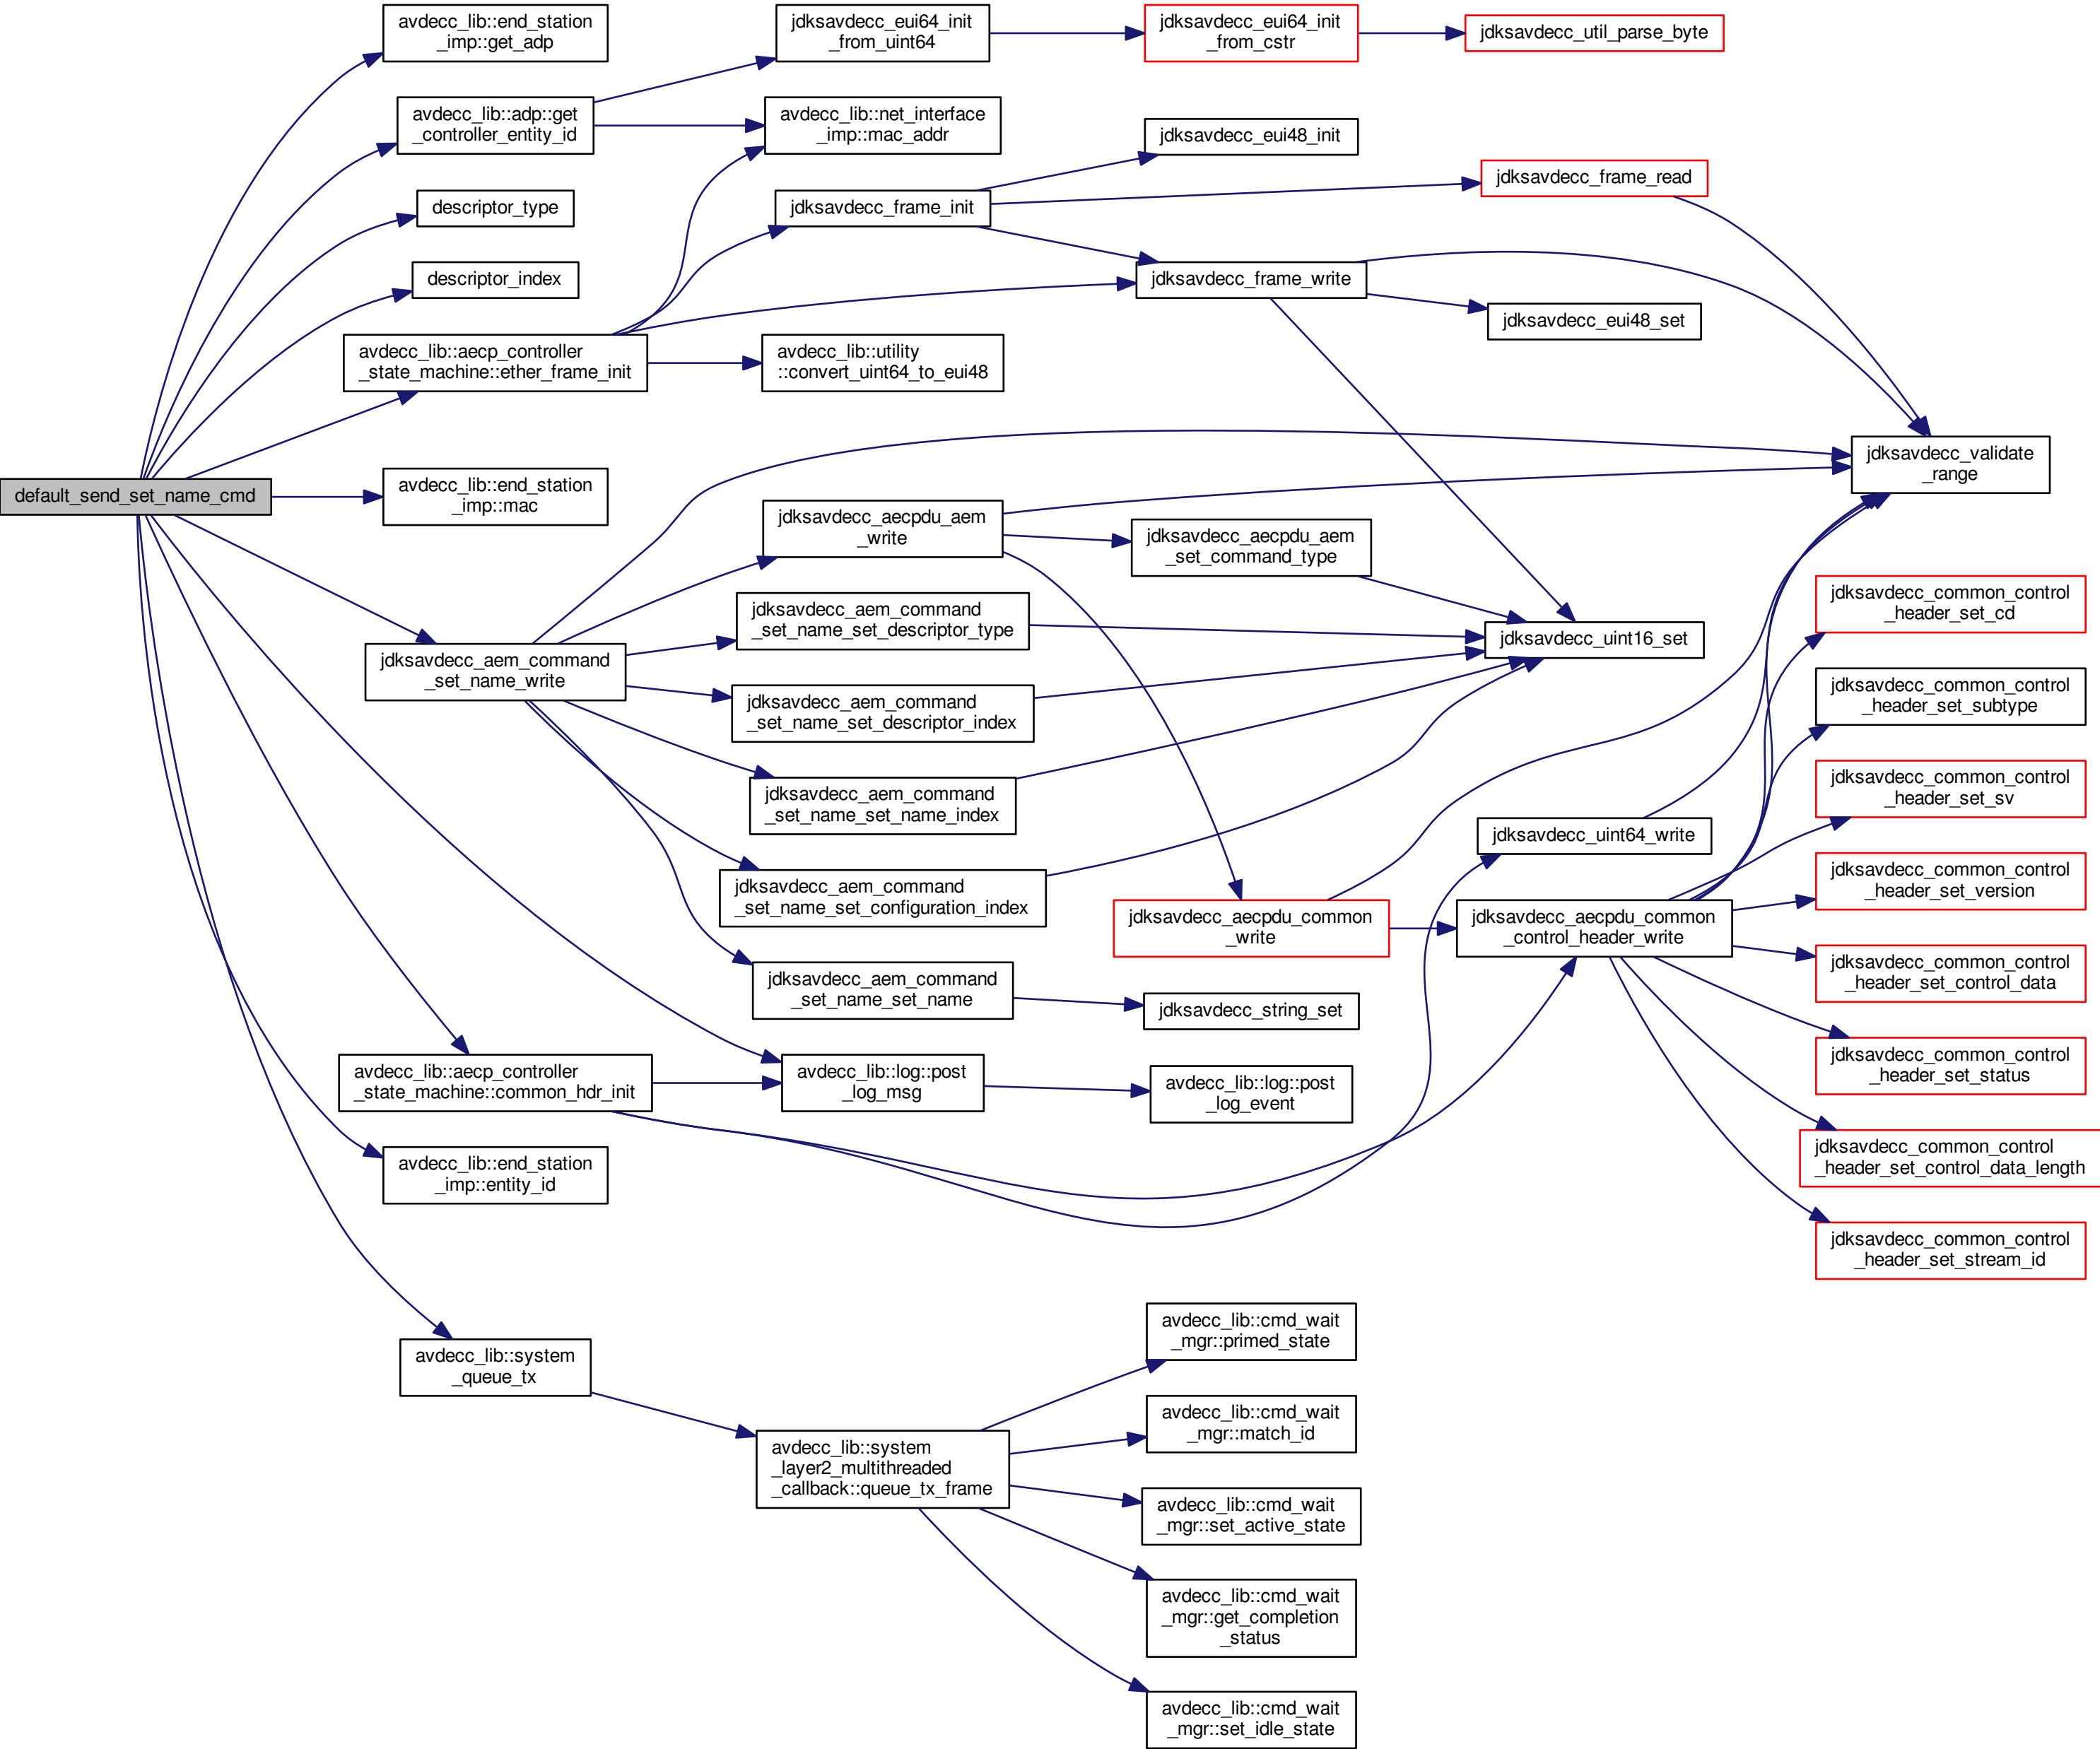 default_send_set_name_cmd
avdecc_lib::end_station
_imp::get_adp
avdecc_lib::adp::get
_controller_entity_id
descriptor_type
descriptor_index
avdecc_lib::aecp_controller
_state_machine::ether_frame_init
avdecc_lib::end_station
_imp::mac
jdksavdecc_aem_command
_set_name_write
avdecc_lib::aecp_controller
_state_machine::common_hdr_init
avdecc_lib::end_station
_imp::entity_id
avdecc_lib::system
_queue_tx
jdksavdecc_eui64_init
_from_uint64
avdecc_lib::net_interface
_imp::mac_addr
jdksavdecc_frame_init
avdecc_lib::utility
::convert_uint64_to_eui48
jdksavdecc_aecpdu_aem
_write
jdksavdecc_aem_command
_set_name_set_descriptor_type
jdksavdecc_aem_command
_set_name_set_descriptor_index
jdksavdecc_aem_command
_set_name_set_name_index
jdksavdecc_aem_command
_set_name_set_configuration_index
jdksavdecc_aem_command
_set_name_set_name
avdecc_lib::log::post
_log_msg
avdecc_lib::system
_layer2_multithreaded
_callback::queue_tx_frame
jdksavdecc_eui64_init
_from_cstr
jdksavdecc_eui48_init
jdksavdecc_frame_write
jdksavdecc_aecpdu_aem
_set_command_type
jdksavdecc_aecpdu_common
_write
jdksavdecc_string_set
avdecc_lib::log::post
_log_event
avdecc_lib::cmd_wait
_mgr::primed_state
avdecc_lib::cmd_wait
_mgr::match_id
avdecc_lib::cmd_wait
_mgr::set_active_state
avdecc_lib::cmd_wait
_mgr::get_completion
_status
avdecc_lib::cmd_wait
_mgr::set_idle_state
jdksavdecc_util_parse_byte
jdksavdecc_frame_read
jdksavdecc_eui48_set
jdksavdecc_uint16_set
jdksavdecc_uint64_write
jdksavdecc_aecpdu_common
_control_header_write
jdksavdecc_validate
_range
jdksavdecc_common_control
_header_set_cd
jdksavdecc_common_control
_header_set_subtype
jdksavdecc_common_control
_header_set_sv
jdksavdecc_common_control
_header_set_version
jdksavdecc_common_control
_header_set_control_data
jdksavdecc_common_control
_header_set_status
jdksavdecc_common_control
_header_set_control_data_length
jdksavdecc_common_control
_header_set_stream_id